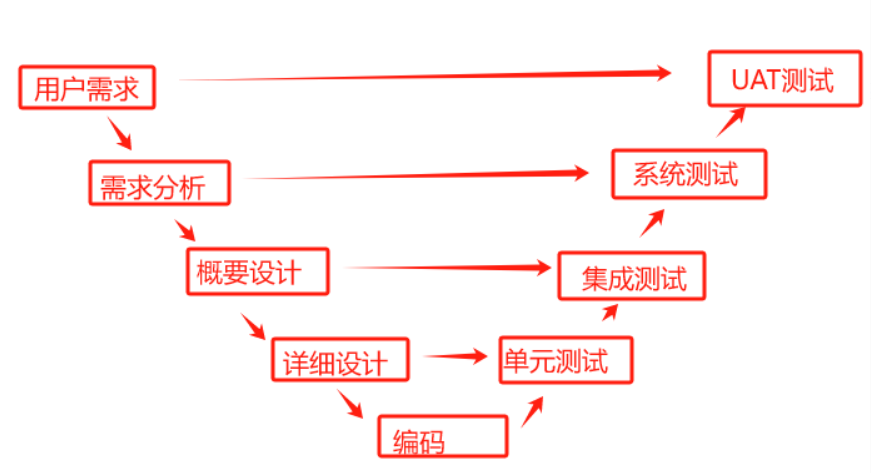 用户需求
UAT测试
需求分析
系统测试
概要设计
集成测试
详细设计
单元测试
编码